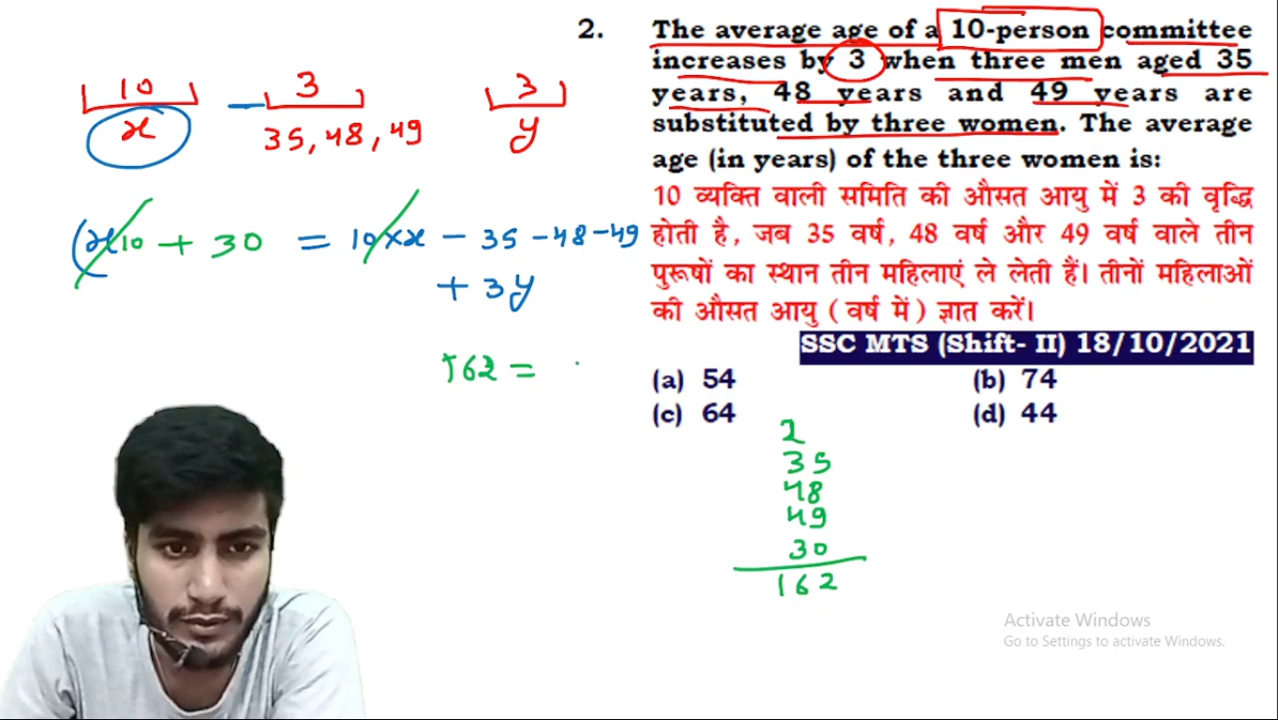 2. The average age of a 10-person committee
increases by 3 when three men aged 35
years, 48 years and 49 years are
substituted by three women. The average
age (in years) of the three women is:
10 व्यक्ति वाली समिति की औसत आयु में 3 की वृद्धि
होती है, जब 35 वर्ष, 48 वर्ष और 49 वर्ष वाले तीन
पुरूषों का स्थान तीन महिलाएं ले लेती हैं। तीनों महिलाओं
की औसत आयु ( वर्ष में ) ज्ञात करें।
SSC MTS (Shift- II) 18/10/2021
(a) 54 (b) 74
(c) 64 (d) 44
10 - 3 3
x 35, 48, 49 y
(x10 + 30 = 10 × x - 35 - 48 - 49
+ 3y
162 =
2
35
48
49
30
162
Activate Windows
Go to Settings to activate Windows.